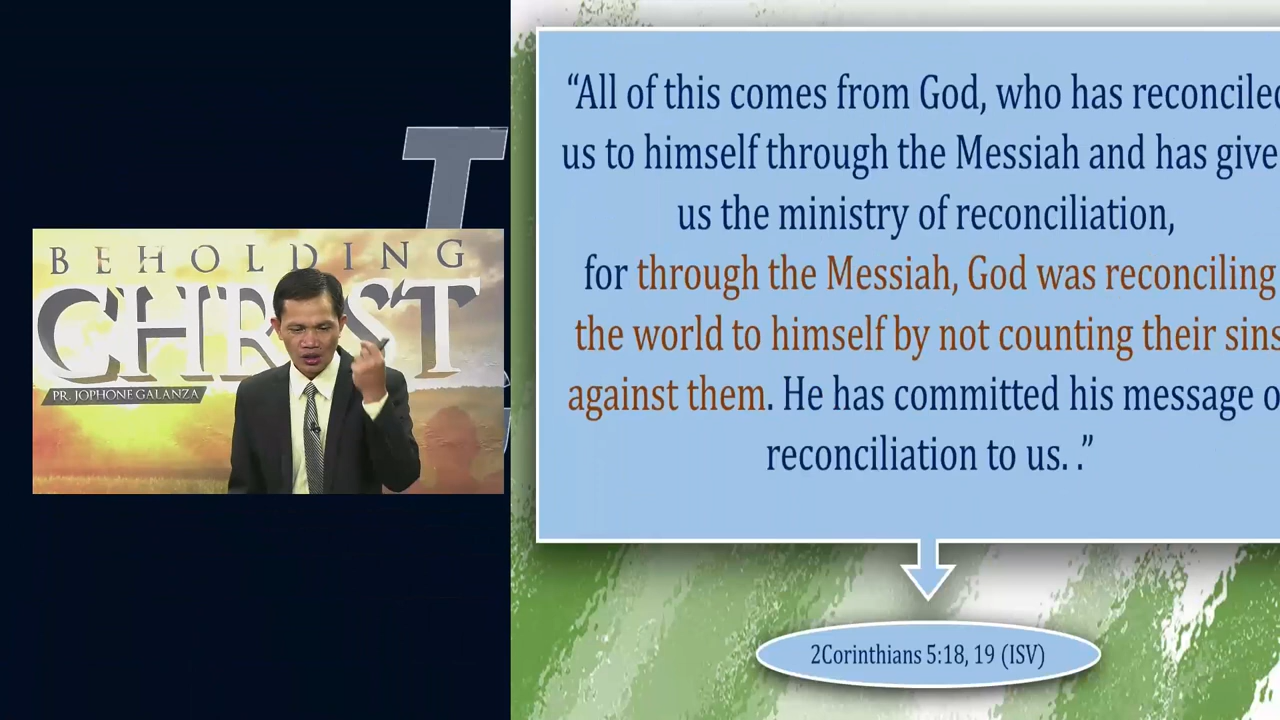 BEHOLDING
CHRIST
PR. JOPHONE GALANZA
T
“All of this comes from God, who has reconciled
us to himself through the Messiah and has give
us the ministry of reconciliation,
for through the Messiah, God was reconciling
the world to himself by not counting their sins
against them. He has committed his message o
reconciliation to us. .”
2Corinthians 5:18, 19 (ISV)